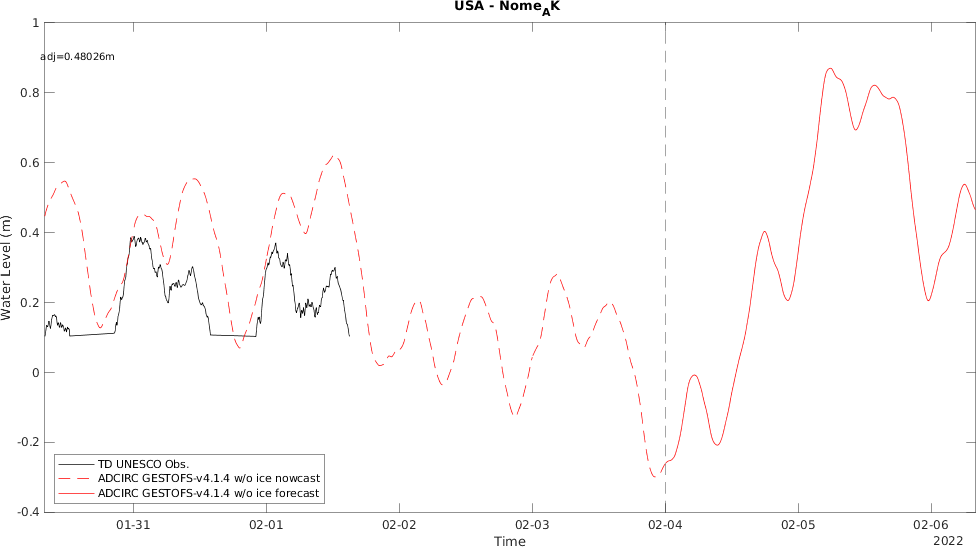 USA - Nome_AK
1
adj=0.48026m
0.8
0.6
0.4
0.2
0
-0.2
-0.4
Water Level (m)
TD UNESCO Obs.
ADCIRC GESTOFS-v4.1.4 w/o ice nowcast
ADCIRC GESTOFS-v4.1.4 w/o ice forecast
01-31 02-01 02-02 02-03 02-04 02-05 02-06
Time 2022